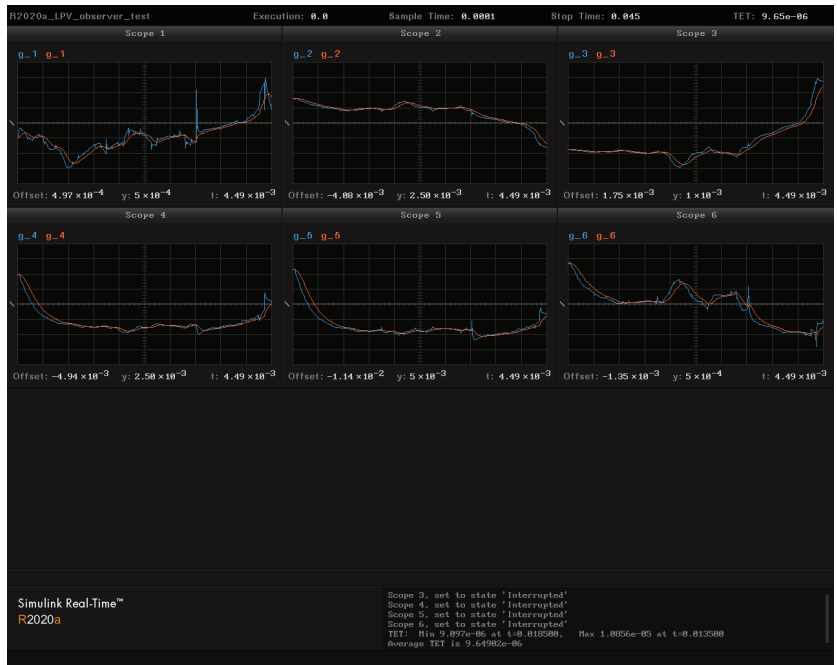 R2020a_LPV_observer_test Execution: 0.0 Sample Time: 0.0001 Stop Time: 0.045 TET: 9.65e-06
Scope 1 Scope 2 Scope 3
g_1 g_1 g_2 g_2 g_3 g_3
Offset: 4.97×10⁻⁴ y: 5×10⁻⁴ t: 4.49×10⁻³ Offset: -4.08×10⁻³ y: 2.50×10⁻³ t: 4.49×10⁻³ Offset: 1.75×10⁻³ y: 1×10⁻³ t: 4.49×10⁻³
Scope 4 Scope 5 Scope 6
g_4 g_4 g_5 g_5 g_6 g_6
Offset: -4.94×10⁻³ y: 2.50×10⁻³ t: 4.49×10⁻³ Offset: -1.14×10⁻² y: 5×10⁻³ t: 4.49×10⁻³ Offset: -1.35×10⁻³ y: 5×10⁻⁴ t: 4.49×10⁻³
Simulink Real-Time™
R2020a
Scope 3, set to state 'Interrupted'
Scope 4, set to state 'Interrupted'
Scope 5, set to state 'Interrupted'
Scope 6, set to state 'Interrupted'
TET: Min 9.097e-06 at t=0.018500, Max 1.0856e-05 at t=0.013500
Average TET is 9.64902e-06